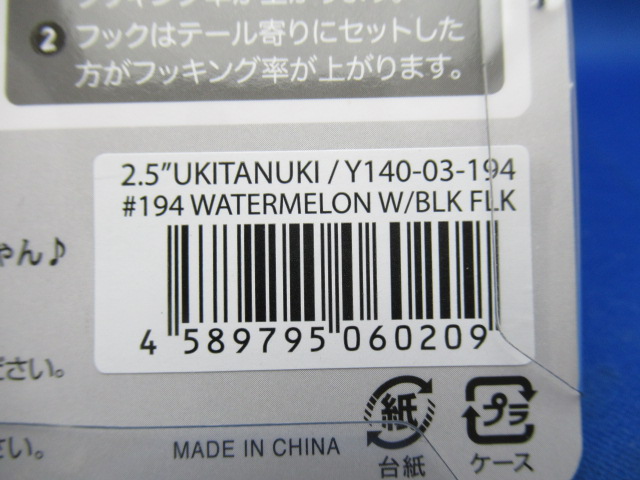 ❷ フックはテール寄りにセットした
方がフッキング率が上がります。
2.5”UKITANUKI / Y140-03-194
#194 WATERMELON W/BLK FLK
ゃん♪
4 589795 060209
ださい。
紙
プラ
さい。
MADE IN CHINA
台紙
ケース